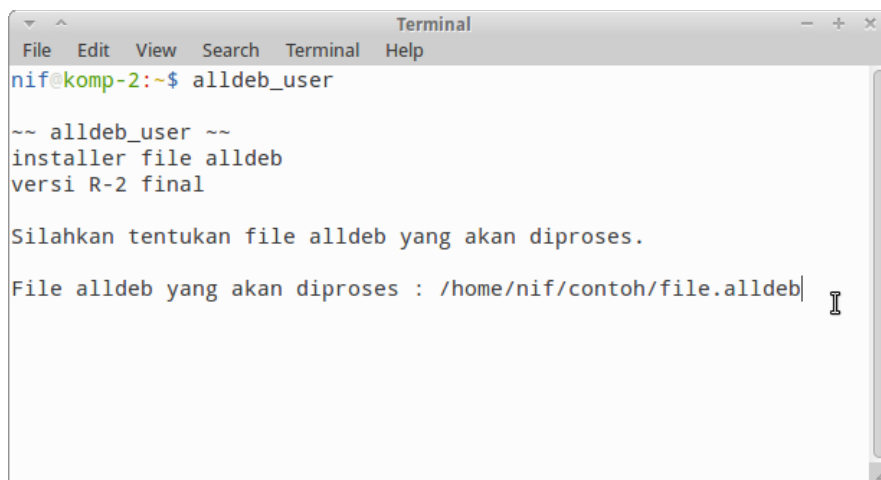 Terminal
File Edit View Search Terminal Help
nif@komp-2:~$ alldeb_user
~~ alldeb_user ~~
installer file alldeb
versi R-2 final
Silahkan tentukan file alldeb yang akan diproses.
File alldeb yang akan diproses : /home/nif/contoh/file.alldeb